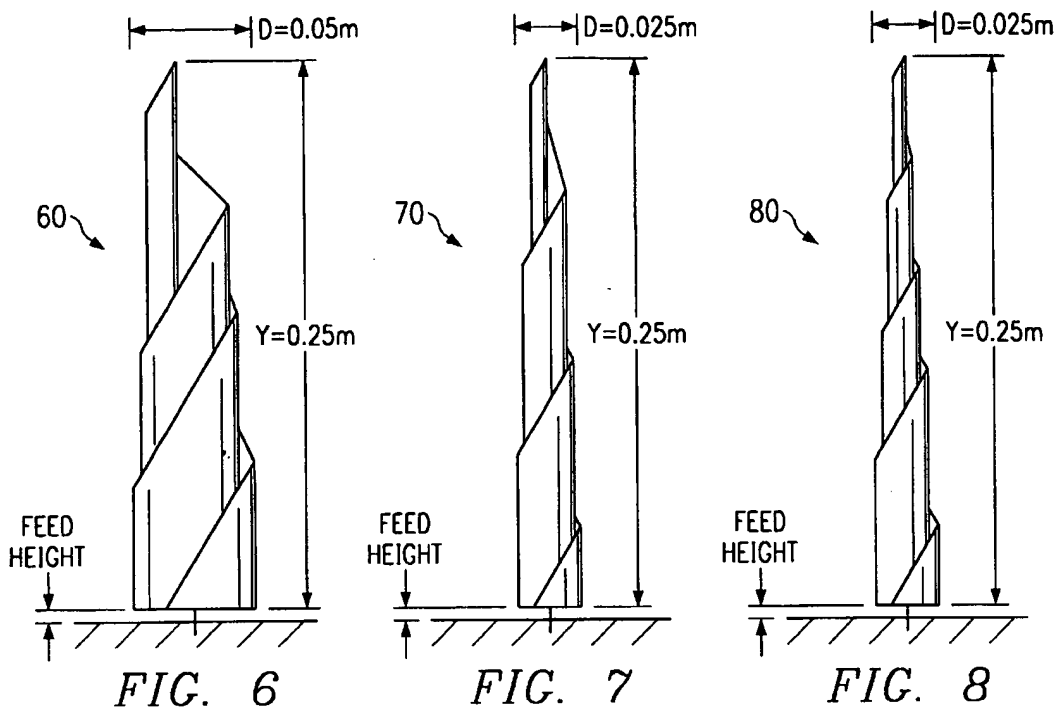 D=0.05m
60
Y=0.25m
FEED
HEIGHT
FIG. 6
D=0.025m
70
Y=0.25m
FEED
HEIGHT
FIG. 7
D=0.025m
80
Y=0.25m
FEED
HEIGHT
FIG. 8